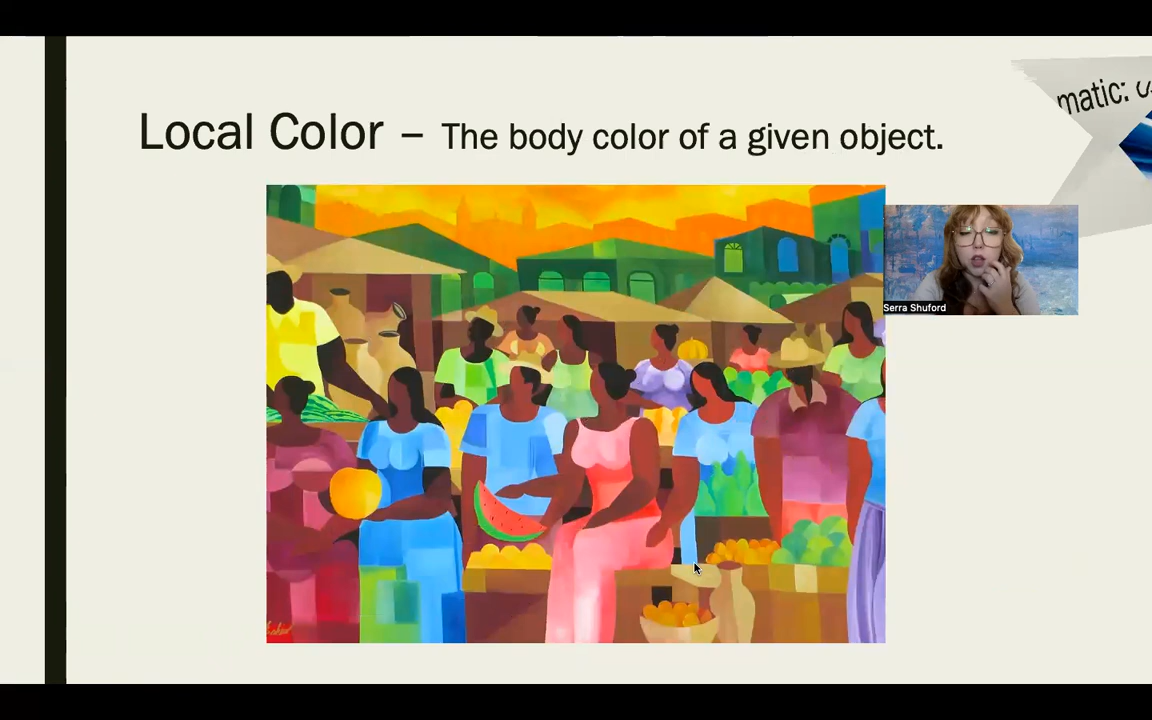 matic:
Local Color – The body color of a given object.
Serra Shuford